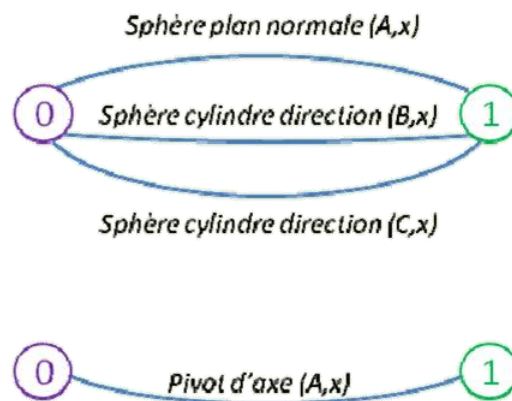 Sphère plan normale (A,x)
0 Sphère cylindre direction (B,x) 1
Sphère cylindre direction (C,x)
0 Pivot d'axe (A,x) 1